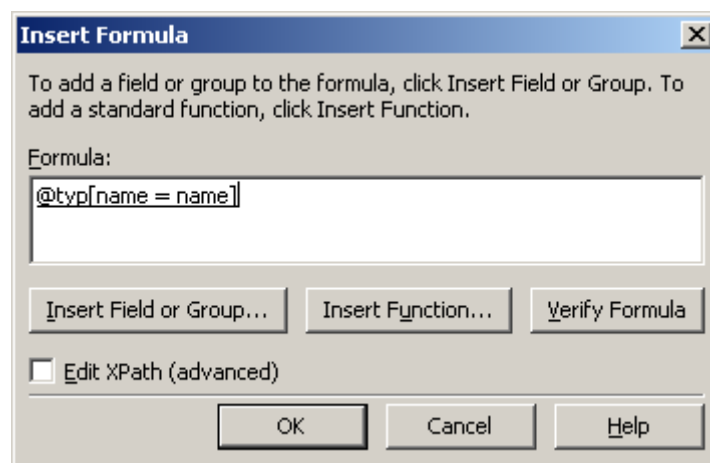 Insert Formula
To add a field or group to the formula, click Insert Field or Group. To
add a standard function, click Insert Function.
Formula:
@typ[name = name]
Insert Field or Group... Insert Function... Verify Formula
Edit XPath (advanced)
OK Cancel Help